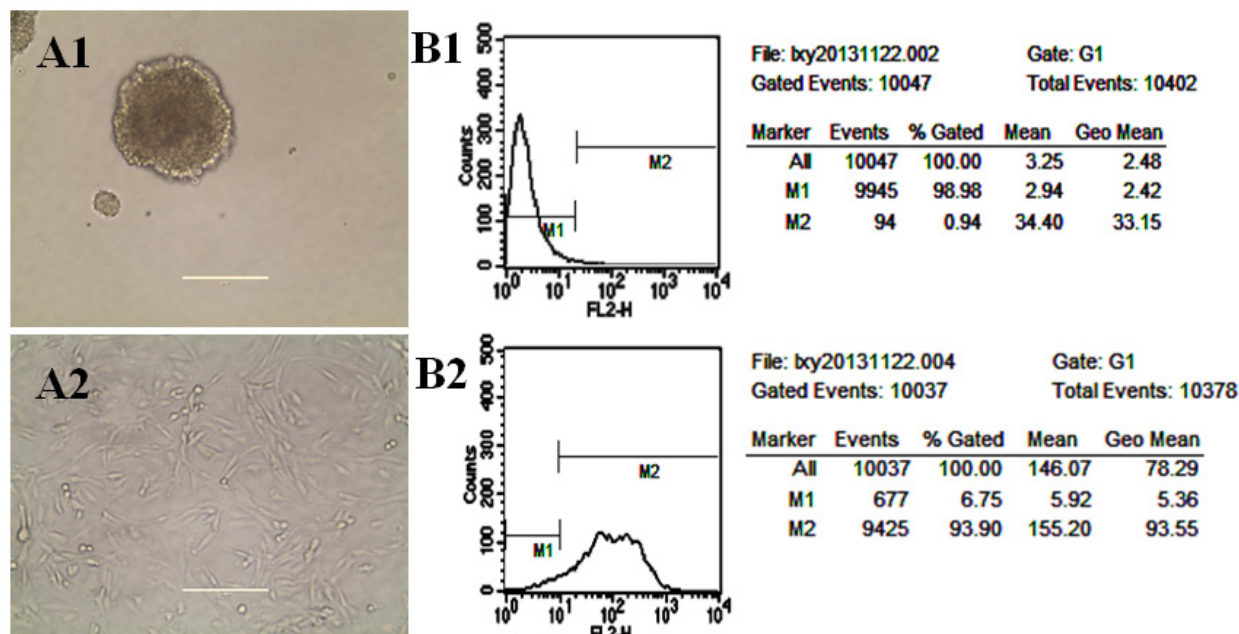 A1
B1
500
400
300
200
100
0
Counts
M1
M2
10^0 10^1 10^2 10^3 10^4
FL2-H
File: lxy20131122.002 Gate: G1
Gated Events: 10047 Total Events: 10402
Marker Events % Gated Mean Geo Mean
All 10047 100.00 3.25 2.48
M1 9945 98.98 2.94 2.42
M2 94 0.94 34.40 33.15
A2
B2
500
400
300
200
100
0
Counts
M2
M1
10^0 10^1 10^2 10^3 10^4
FL2-H
File: lxy20131122.004 Gate: G1
Gated Events: 10037 Total Events: 10378
Marker Events % Gated Mean Geo Mean
All 10037 100.00 146.07 78.29
M1 677 6.75 5.92 5.36
M2 9425 93.90 155.20 93.55